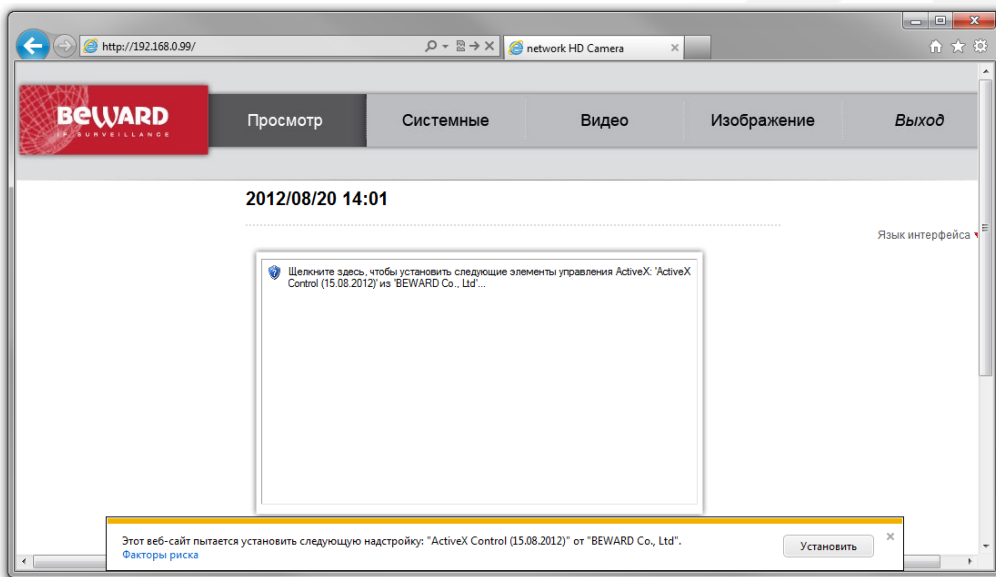 http://192.168.0.99/
network HD Camera
BEWARD
IP SURVEILLANCE
Просмотр
Системные
Видео
Изображение
Выход
2012/08/20 14:01
Язык интерфейса
Щелкните здесь, чтобы установить следующие элементы управления ActiveX: 'ActiveX
Control (15.08.2012)' из 'BEWARD Co., Ltd'...
Этот веб-сайт пытается установить следующую надстройку: "ActiveX Control (15.08.2012)" от "BEWARD Co., Ltd".
Факторы риска
Установить